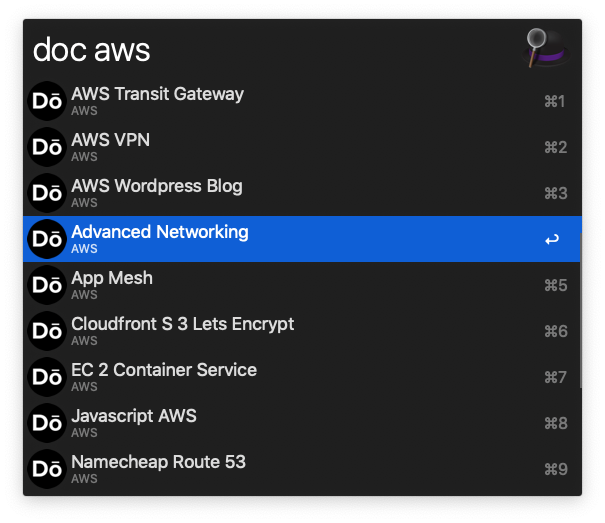 doc aws
Dō AWS Transit Gateway ⌘1
AWS
Dō AWS VPN ⌘2
AWS
Dō AWS Wordpress Blog ⌘3
AWS
Dō Advanced Networking ↩
AWS
Dō App Mesh ⌘5
AWS
Dō Cloudfront S 3 Lets Encrypt ⌘6
AWS
Dō EC 2 Container Service ⌘7
AWS
Dō Javascript AWS ⌘8
AWS
Dō Namecheap Route 53 ⌘9
AWS